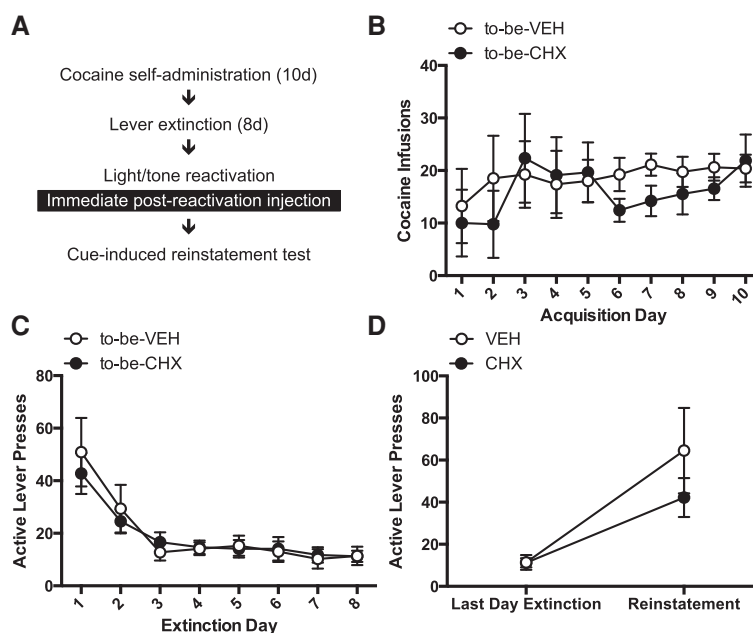 A
Cocaine self-administration (10d)
Lever extinction (8d)
Light/tone reactivation
Immediate post-reactivation injection
Cue-induced reinstatement test
B
to-be-VEH
to-be-CHX
Cocaine Infusions
40
30
20
10
0
1 2 3 4 5 6 7 8 9 10
Acquisition Day
C
to-be-VEH
to-be-CHX
Active Lever Presses
80
60
40
20
0
1 2 3 4 5 6 7 8
Extinction Day
D
VEH
CHX
Active Lever Presses
100
80
60
40
20
0
Last Day Extinction Reinstatement